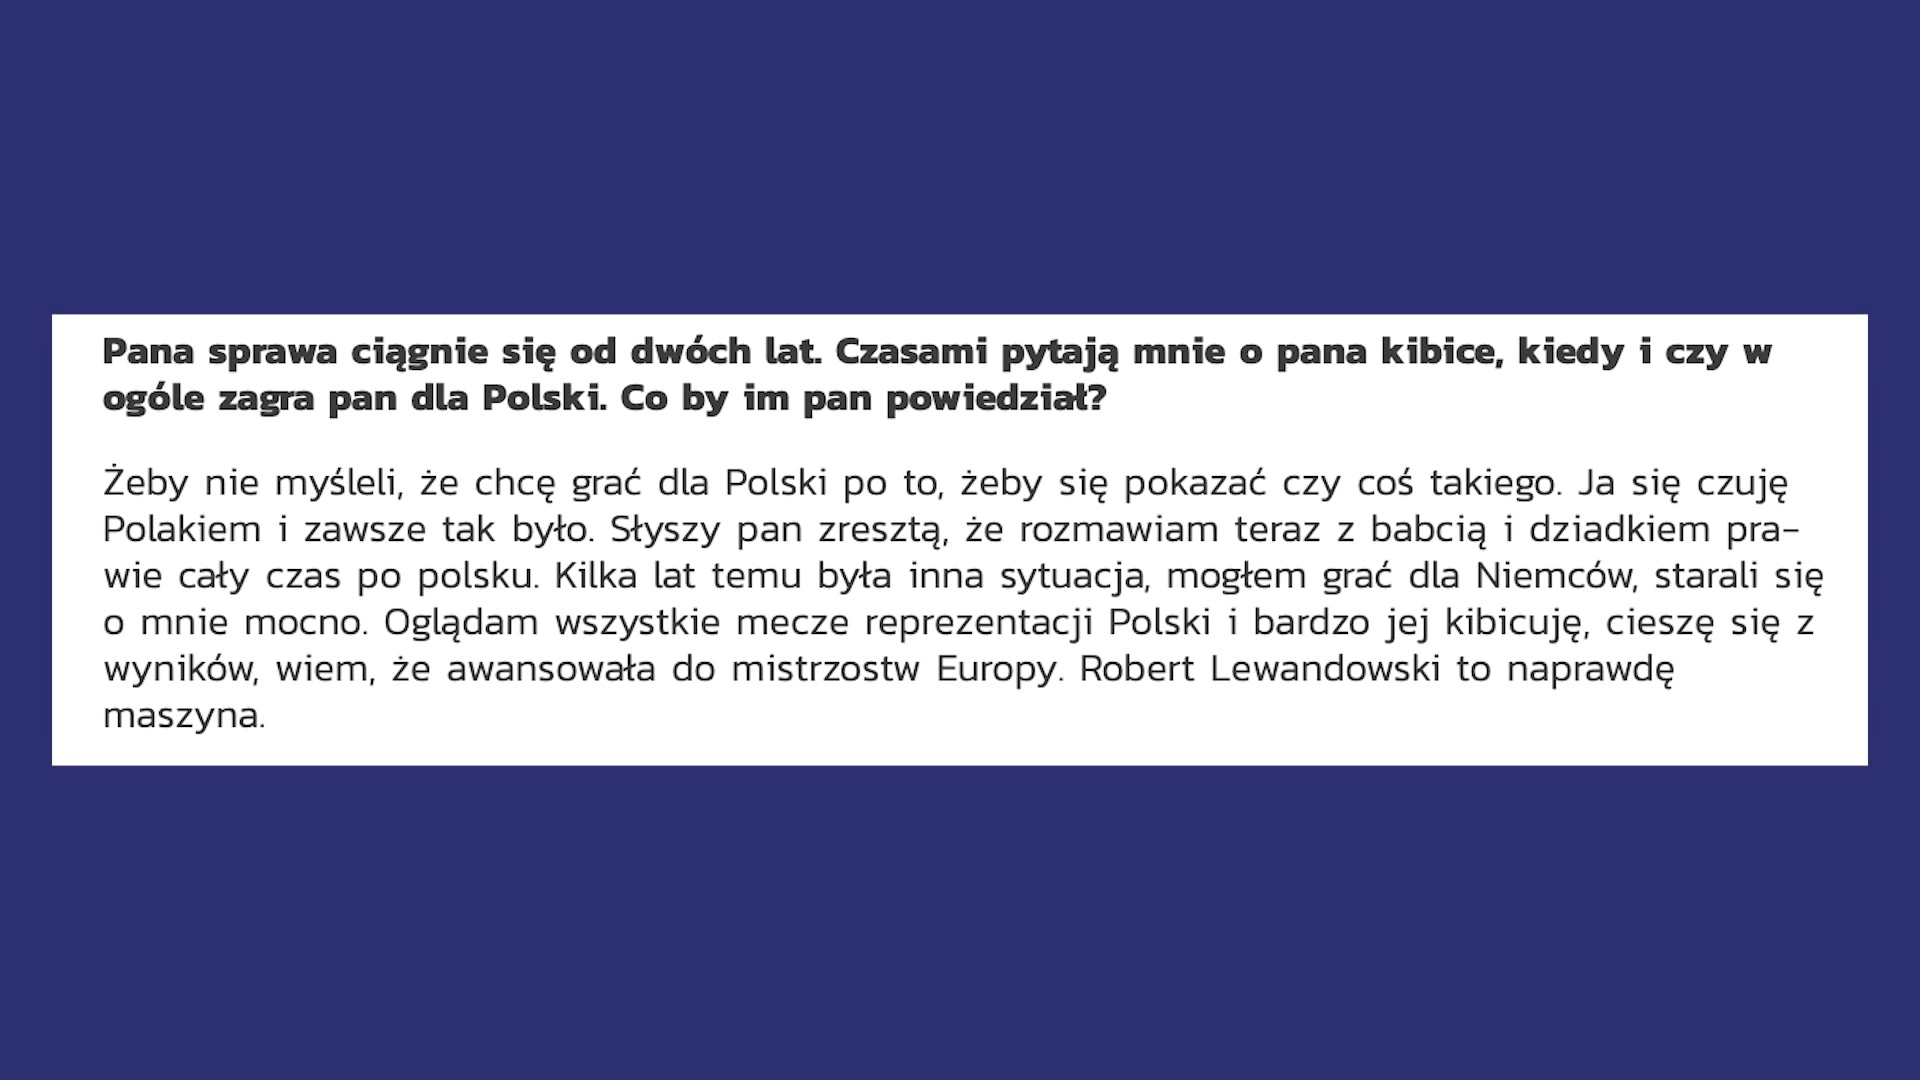 Pana sprawa ciągnie się od dwóch lat. Czasami pytają mnie o pana kibice, kiedy i czy w
ogóle zagra pan dla Polski. Co by im pan powiedział?
Żeby nie myśleli, że chcę grać dla Polski po to, żeby się pokazać czy coś takiego. Ja się czuję
Polakiem i zawsze tak było. Słyszy pan zresztą, że rozmawiam teraz z babcią i dziadkiem pra-
wie cały czas po polsku. Kilka lat temu była inna sytuacja, mogłem grać dla Niemców, starali się
o mnie mocno. Oglądam wszystkie mecze reprezentacji Polski i bardzo jej kibicuję, cieszę się z
wyników, wiem, że awansowała do mistrzostw Europy. Robert Lewandowski to naprawdę
maszyna.